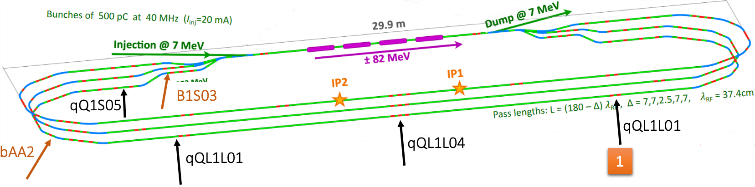 Bunches of 500 pC at 40 MHz (Iinj=20 mA)
29.9 m
Dump @ 7 MeV
Injection @ 7 MeV
± 82 MeV
IP2
IP1
qQ1S05
B1S03
Pass lengths: L = (180 – Δ) λRF, Δ = 7,7,2.5,7,7, λRF = 37.4cm
bAA2
qQL1L01
qQL1L04
qQL1L01
1